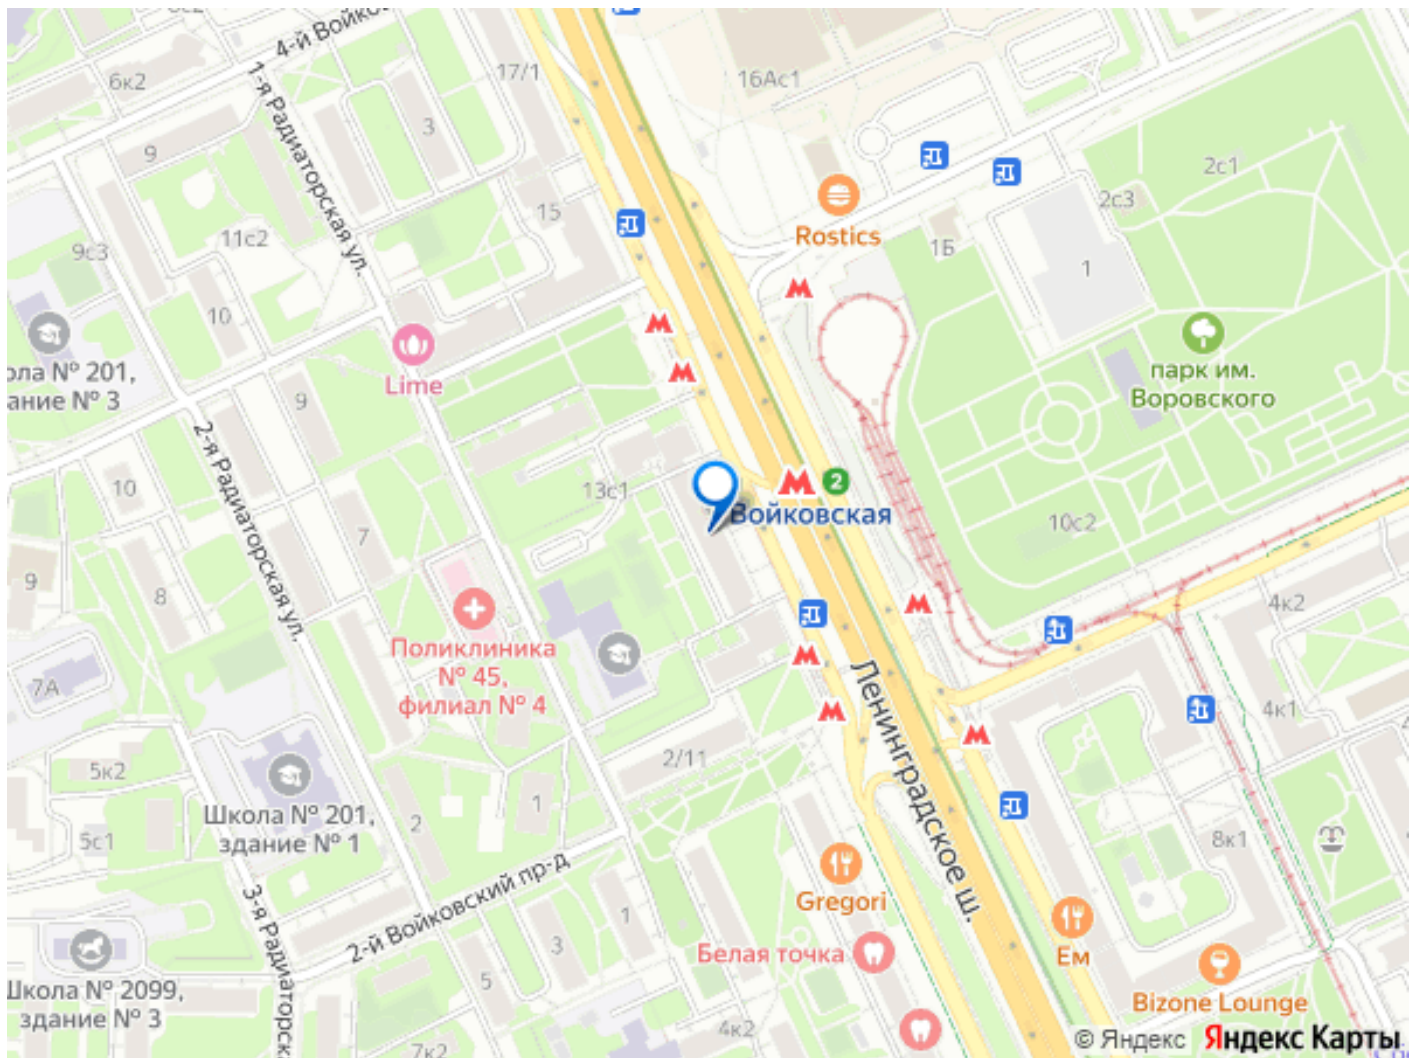 6к2
4-й Войко
17/1
16Ас1
1-я Радиаторская ул.
3
9
2с1
2с3
15
Rostics
11с2
9с3
1Б
1
10
ола № 201,
ание № 3
Lime
парк им.
Воровского
9
2-я Радиаторская ул.
10
13с1
2
Войковская
10с2
7
9
8
4к2
Поликлиника
№ 45,
филиал № 4
7А
Ленинградское ш.
4к1
2/11
5к2
1
Школа № 201,
здание № 1
2
5с1
8к1
2-й Войковский пр-д
Gregori
3-я Радиаторск
1
3
Белая точка
Ем
5
Школа № 2099,
здание № 3
Bizone Lounge
4к2
7к2
© Яндекс Яндекс Карты